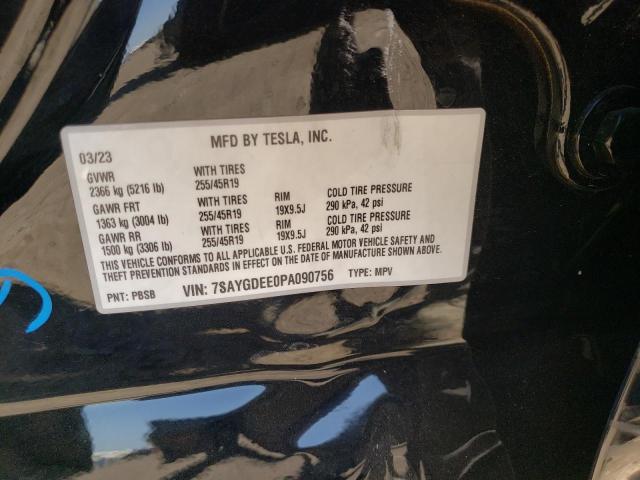 MFD BY TESLA, INC.
03/23
GVWR
2366 kg (5216 lb)
WITH TIRES
255/45R19
GAWR FRT
1363 kg (3004 lb)
WITH TIRES
255/45R19
RIM
19X9.5J
COLD TIRE PRESSURE
290 kPa, 42 psi
GAWR RR
1500 kg (3306 lb)
WITH TIRES
255/45R19
RIM
19X9.5J
COLD TIRE PRESSURE
290 kPa, 42 psi
THIS VEHICLE CONFORMS TO ALL APPLICABLE U.S. FEDERAL MOTOR VEHICLE SAFETY AND
THEFT PREVENTION STANDARDS IN EFFECT ON THE DATE OF MANUFACTURE SHOWN ABOVE.
PNT: PBSB VIN: 7SAYGDEE0PA090756 TYPE: MPV